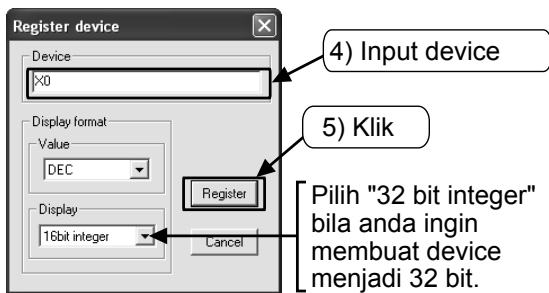 Register device
Device
X0
4) Input device
Display format
Value
DEC
5) Klik
Register
Display
16bit integer
Cancel
Pilih "32 bit integer"
bila anda ingin
membuat device
menjadi 32 bit.